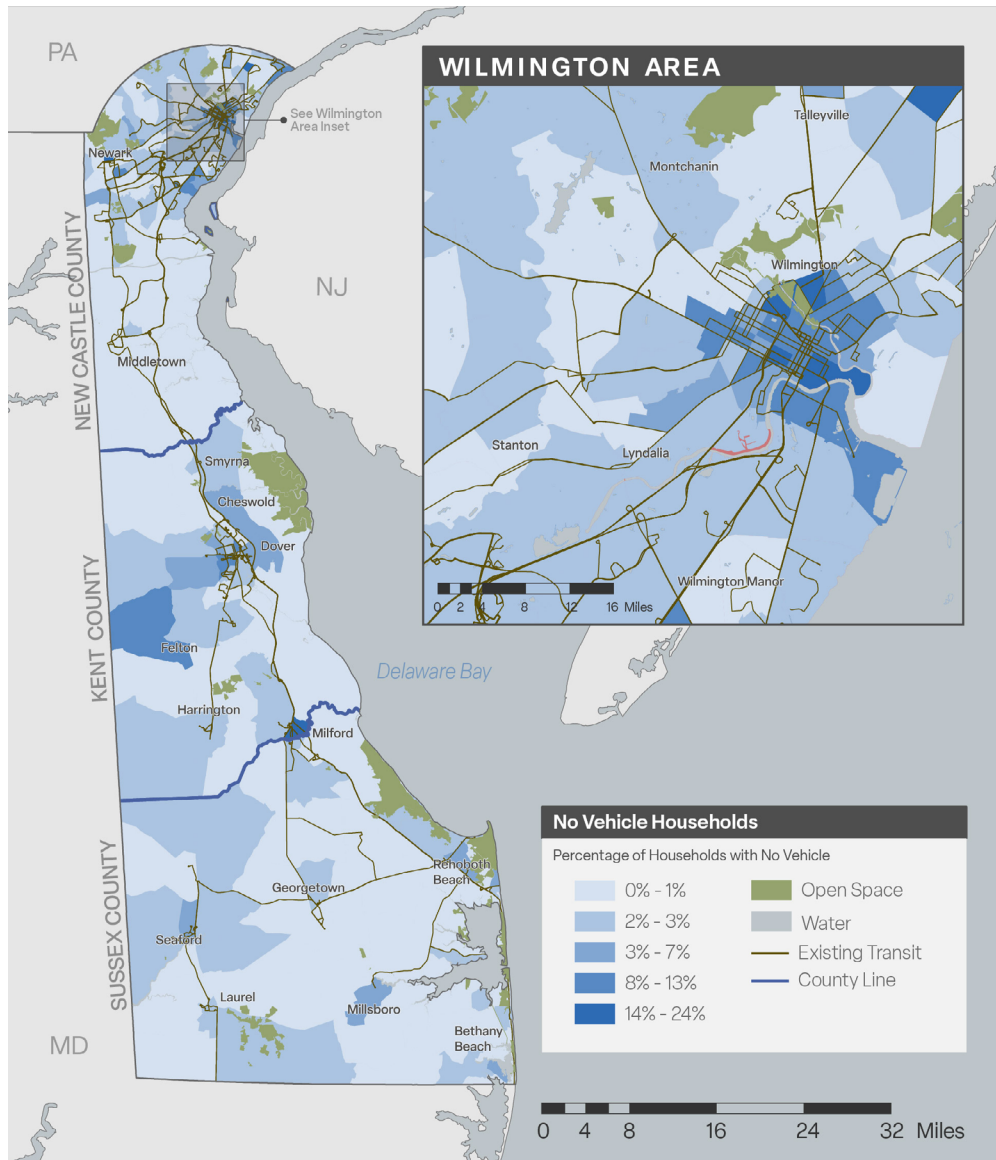 PA
See Wilmington
Area Inset
Newark
NEW CASTLE COUNTY
NJ
Middletown
Smyrna
Cheswold
Dover
KENT COUNTY
Felton
Delaware Bay
Harrington
Milford
SUSSEX COUNTY
Rehoboth
Beach
Georgetown
Seaford
Laurel
Millsboro
Bethany
Beach
MD
WILMINGTON AREA
Talleyville
Montchanin
Wilmington
Stanton
Lyndalia
Wilmington Manor
0 2 4 8 12 16 Miles
No Vehicle Households
Percentage of Households with No Vehicle
0% - 1%
2% - 3%
3% - 7%
8% - 13%
14% - 24%
Open Space
Water
Existing Transit
County Line
0 4 8 16 24 32 Miles